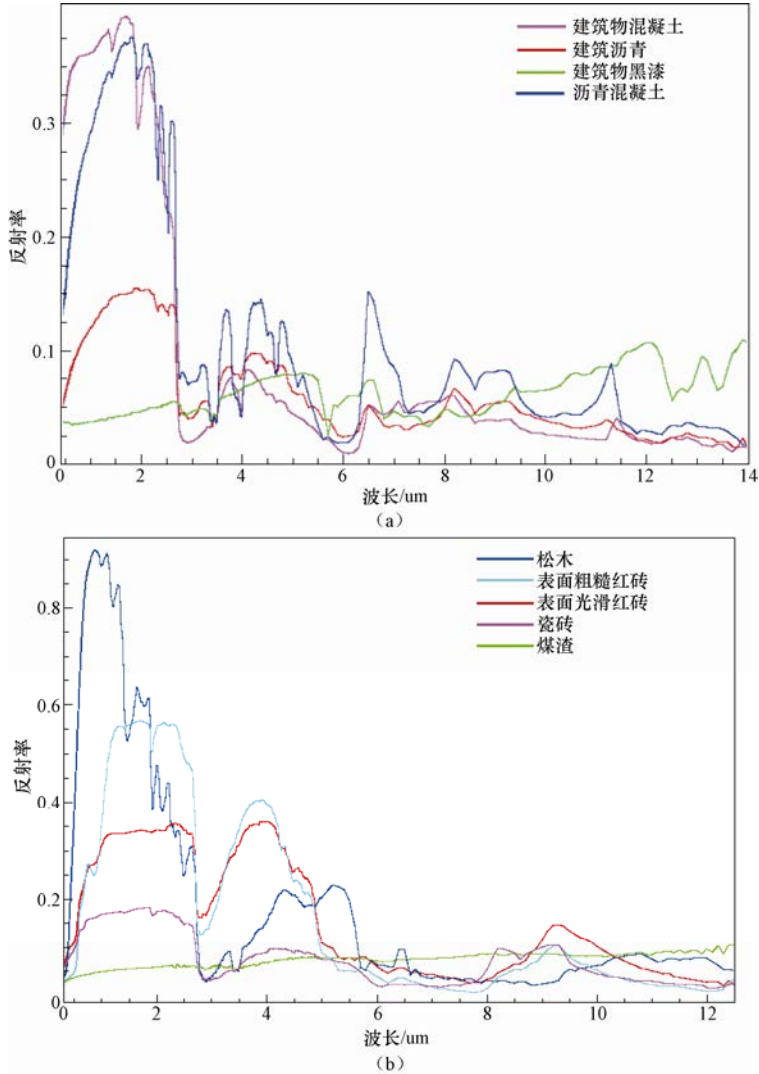 建筑物混凝土
建筑沥青
建筑物黑漆
沥青混凝土
反射率
0.3
0.2
0.1
0
0 2 4 6 8 10 12 14
波长/um
（a）
松木
表面粗糙红砖
表面光滑红砖
瓷砖
煤渣
反射率
0.8
0.6
0.4
0.2
0
0 2 4 6 8 10 12
波长/um
（b）